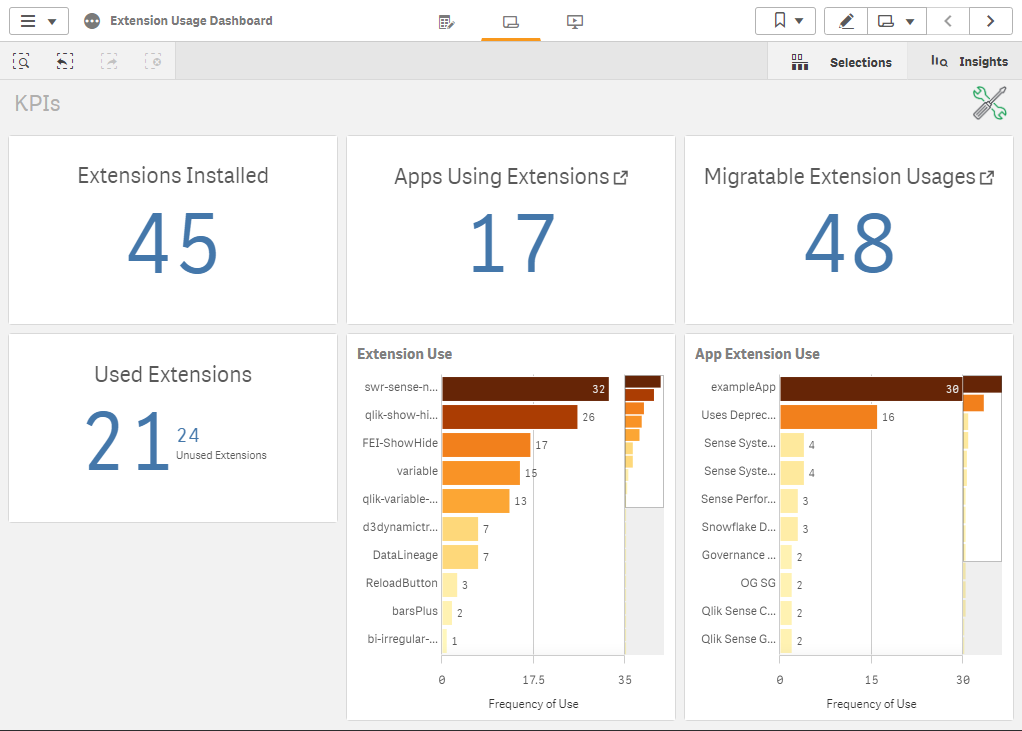 Extension Usage Dashboard
Selections
Insights
KPIs
Extensions Installed
45
Apps Using Extensions
17
Migratable Extension Usages
48
Used Extensions
21
24
Unused Extensions
Extension Use
swr-sense-n... 32
qlik-show-hi... 26
FEI-ShowHide 17
variable 15
qlik-variable-... 13
d3dynamictr... 7
DataLineage 7
ReloadButton 3
barsPlus 2
bi-irregular-... 1
0 17.5 35
Frequency of Use
App Extension Use
exampleApp 30
Uses Deprec... 16
Sense Syste... 4
Sense Syste... 4
Sense Perfor... 3
Snowflake D... 3
Governance ... 2
OG SG 2
Qlik Sense C... 2
Qlik Sense G... 2
0 15 30
Frequency of Use